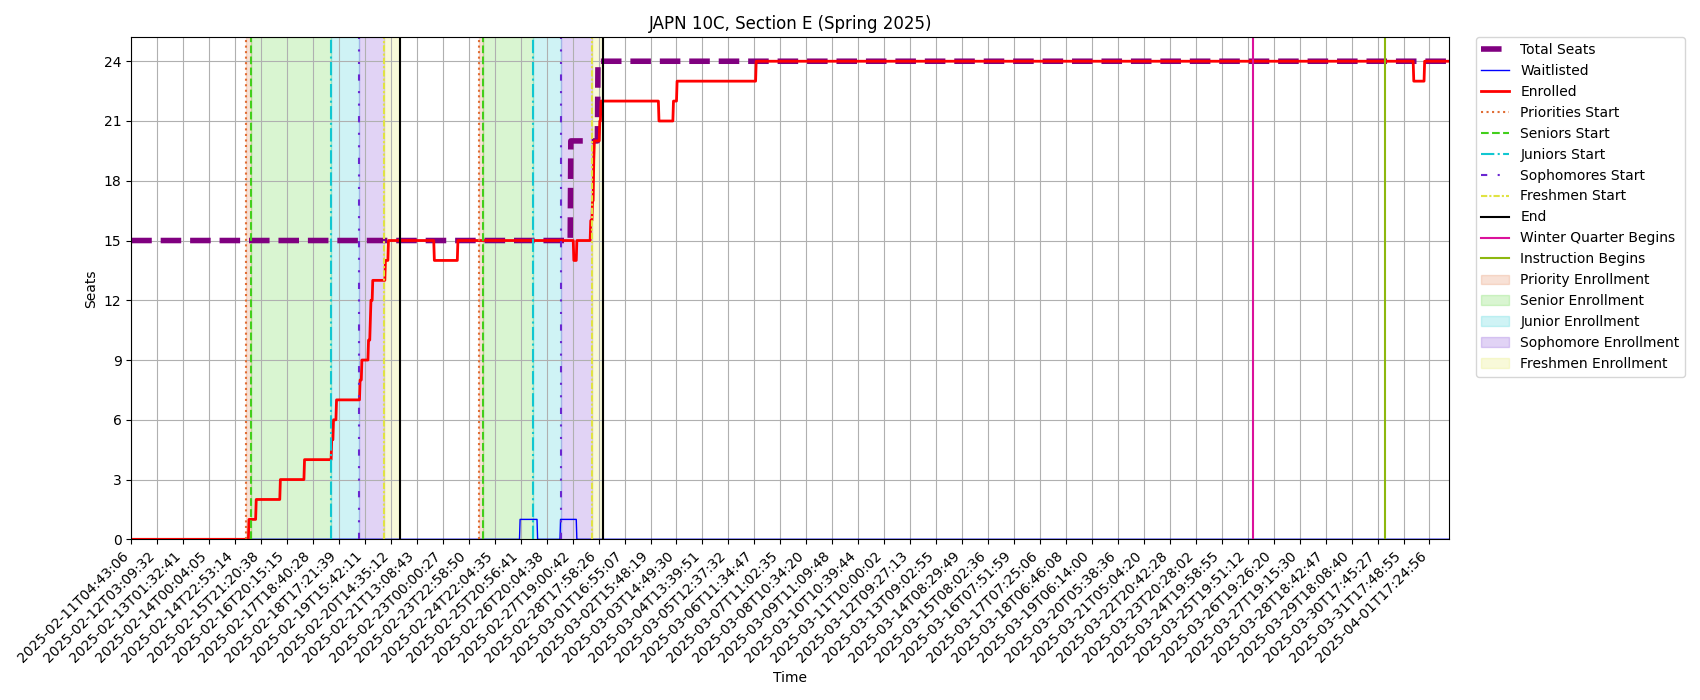 JAPN 10C, Section E (Spring 2025)
Seats
24
21
18
15
12
9
6
3
0
2025-02-11T04:43:06
2025-02-12T03:09:32
2025-02-13T01:32:41
2025-02-14T00:04:05
2025-02-14T22:53:14
2025-02-15T21:20:38
2025-02-16T20:15:15
2025-02-17T18:40:28
2025-02-18T17:21:39
2025-02-19T15:42:11
2025-02-20T14:35:12
2025-02-21T13:08:43
2025-02-23T00:00:27
2025-02-23T22:58:50
2025-02-24T22:04:35
2025-02-25T20:56:41
2025-02-26T20:04:38
2025-02-27T19:00:42
2025-02-28T17:58:26
2025-03-01T16:55:07
2025-03-02T15:48:19
2025-03-03T14:49:30
2025-03-04T13:39:51
2025-03-05T12:37:32
2025-03-06T11:34:47
2025-03-07T11:02:35
2025-03-08T10:34:20
2025-03-09T11:09:48
2025-03-10T10:39:44
2025-03-11T10:00:02
2025-03-12T09:27:13
2025-03-13T09:02:55
2025-03-14T08:29:49
2025-03-15T08:02:36
2025-03-16T07:51:59
2025-03-17T07:25:06
2025-03-18T06:46:08
2025-03-19T06:14:00
2025-03-20T05:38:36
2025-03-21T05:04:20
2025-03-22T20:42:28
2025-03-23T20:28:02
2025-03-24T19:58:55
2025-03-25T19:51:12
2025-03-26T19:26:20
2025-03-27T19:15:30
2025-03-28T18:42:47
2025-03-29T18:08:40
2025-03-30T17:45:27
2025-03-31T17:48:55
2025-04-01T17:24:56
Time
Total Seats
Waitlisted
Enrolled
Priorities Start
Seniors Start
Juniors Start
Sophomores Start
Freshmen Start
End
Winter Quarter Begins
Instruction Begins
Priority Enrollment
Senior Enrollment
Junior Enrollment
Sophomore Enrollment
Freshmen Enrollment